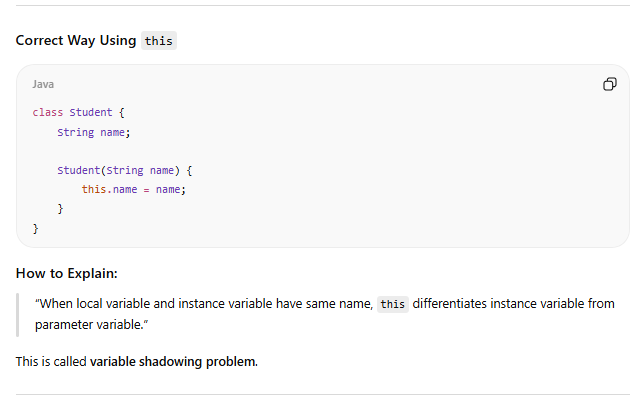 Correct Way Using this
Java
class Student {
    String name;
    Student(String name) {
        this.name = name;
    }
}
How to Explain:
“When local variable and instance variable have same name, this differentiates instance variable from
parameter variable.”
This is called variable shadowing problem.